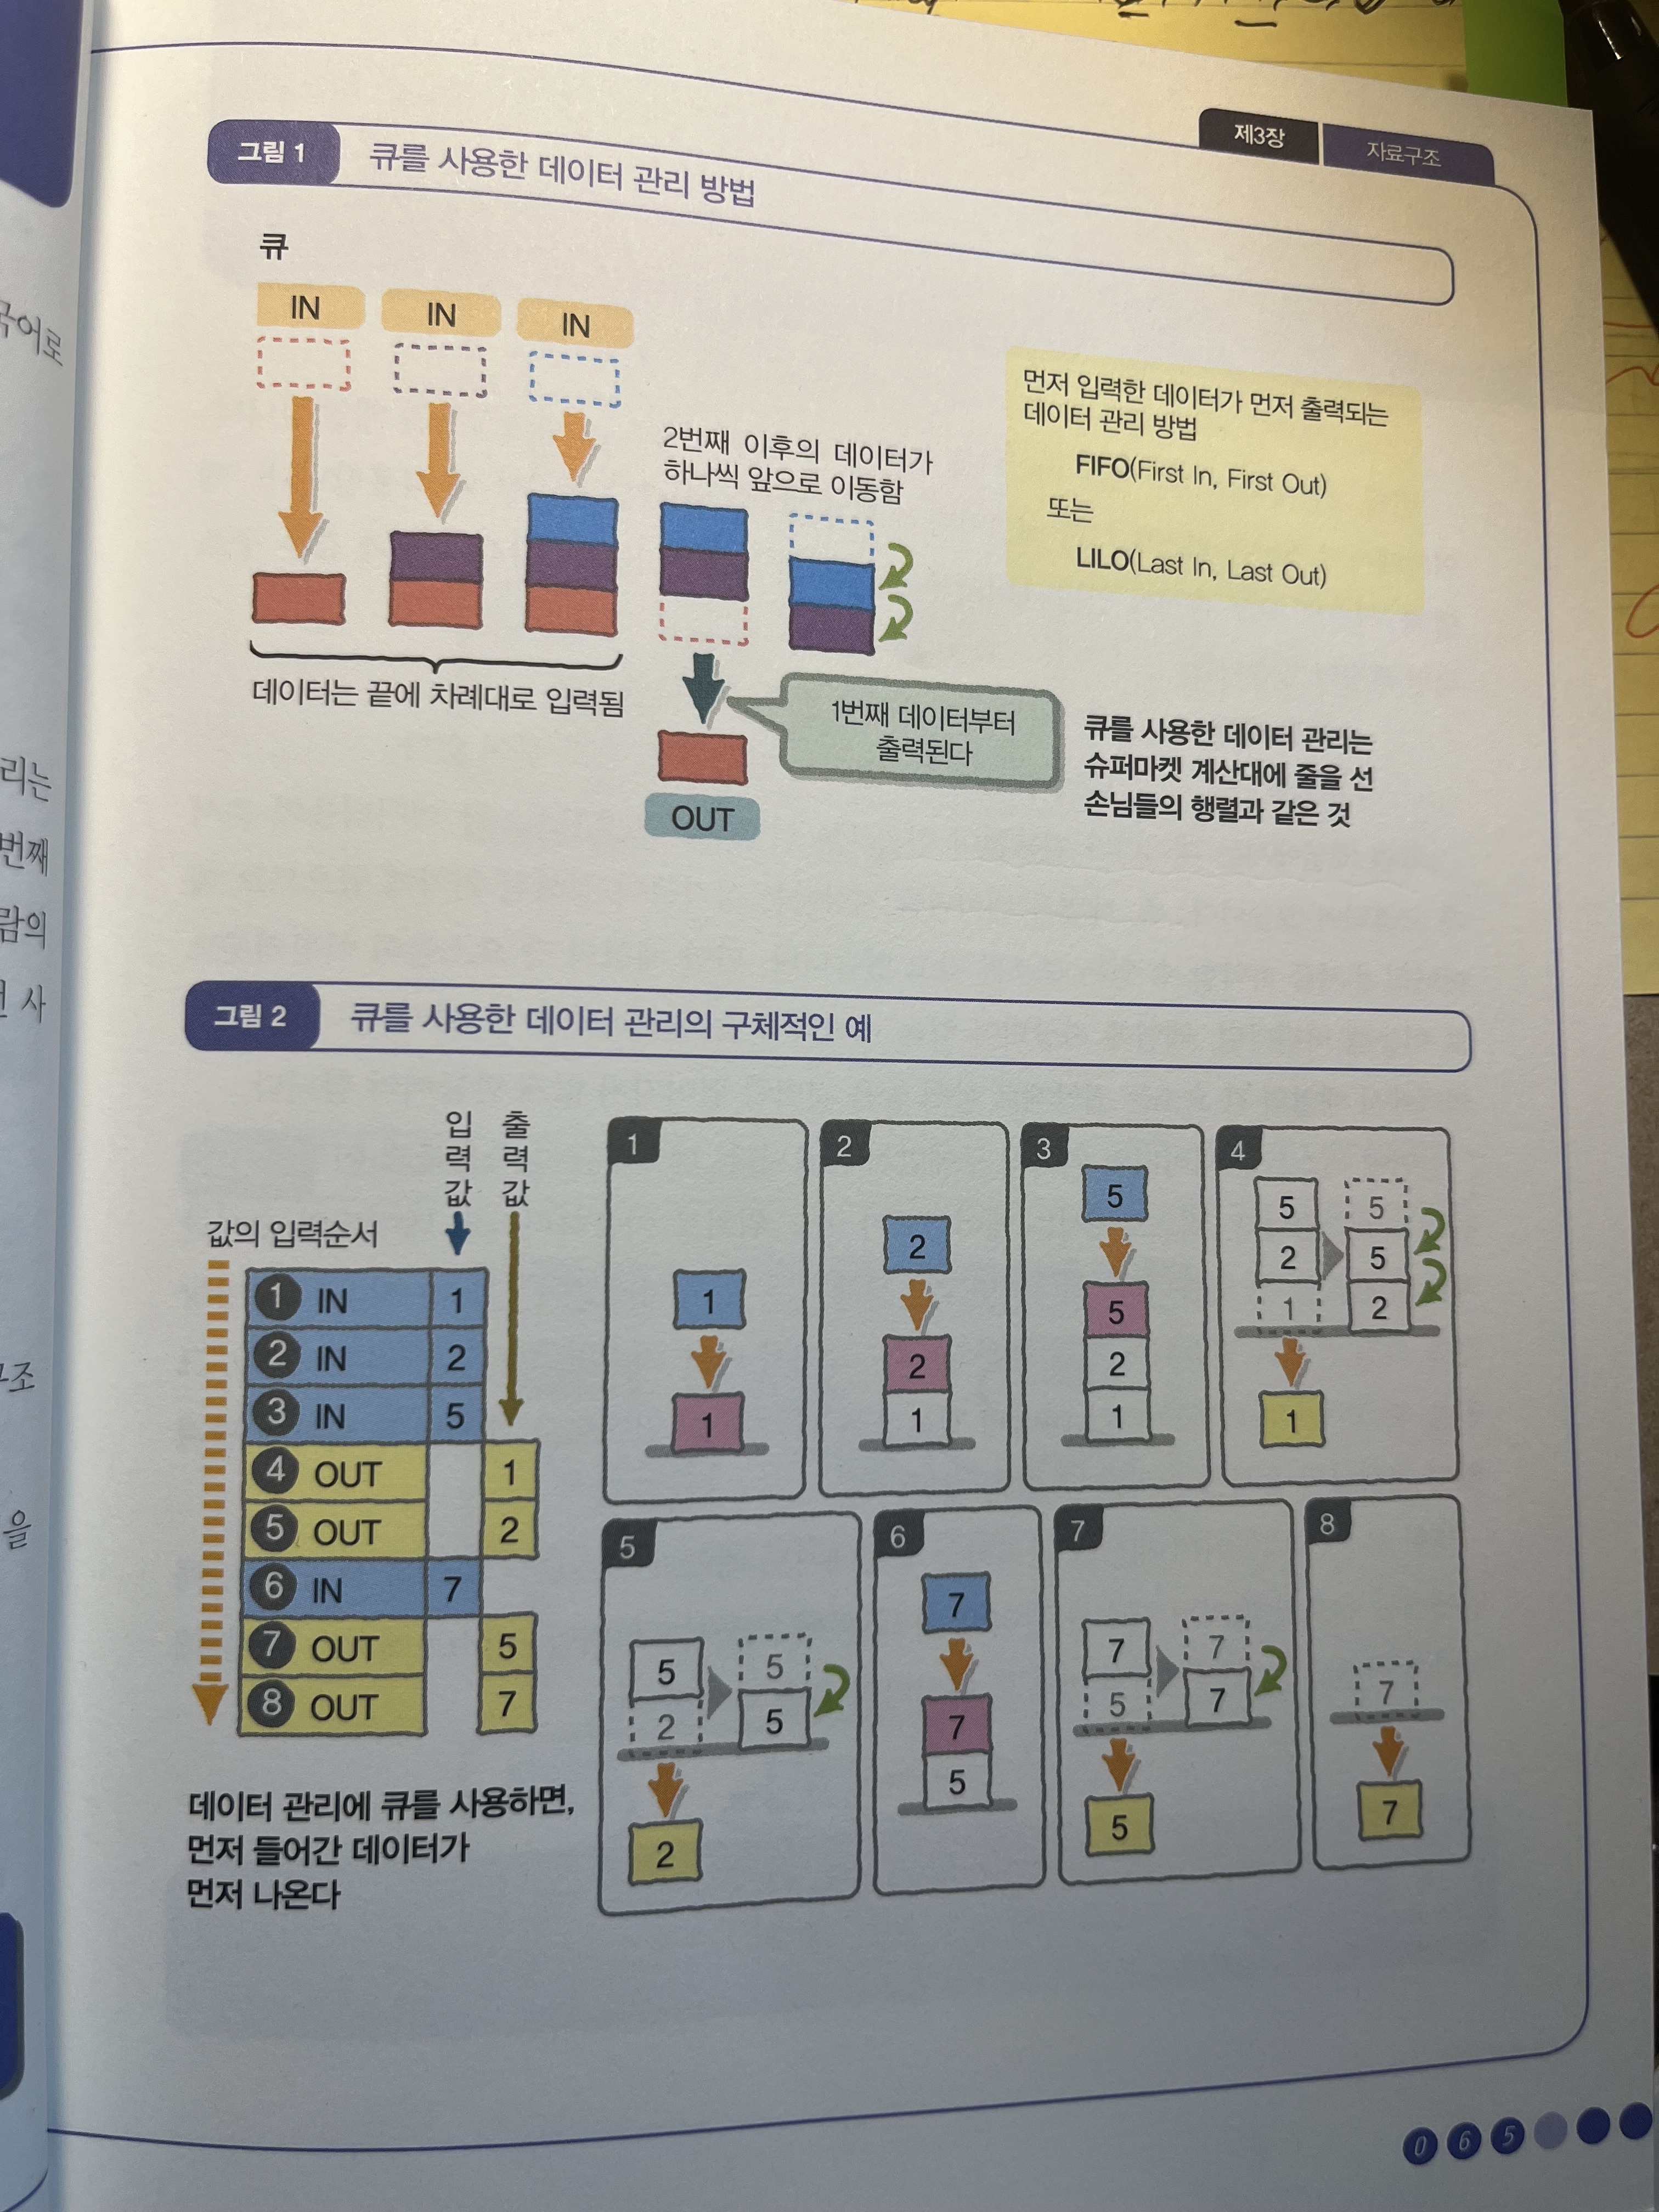 제3장
자료구조
그림 1
큐를 사용한 데이터 관리 방법
큐
IN
IN
IN
2번째 이후의 데이터가
하나씩 앞으로 이동함
먼저 입력한 데이터가 먼저 출력되는
데이터 관리 방법
FIFO(First In, First Out)
또는
LILO(Last In, Last Out)
데이터는 끝에 차례대로 입력됨
1번째 데이터부터
출력된다
OUT
큐를 사용한 데이터 관리는
슈퍼마켓 계산대에 줄을 선
손님들의 행렬과 같은 것
그림 2
큐를 사용한 데이터 관리의 구체적인 예
입력값
출력값
값의 입력순서
1 IN 1
2 IN 2
3 IN 5
4 OUT 1
5 OUT 2
6 IN 7
7 OUT 5
8 OUT 7
데이터 관리에 큐를 사용하면,
먼저 들어간 데이터가
먼저 나온다
1
1
1
2
2
2
1
3
5
5
2
1
4
5 5
2 5
1 2
1
5
5 5
2 5
2
6
7
7
5
7
7 7
5 7
5
8
7
7
국어로
리는
번째
람의
사
조
을
065